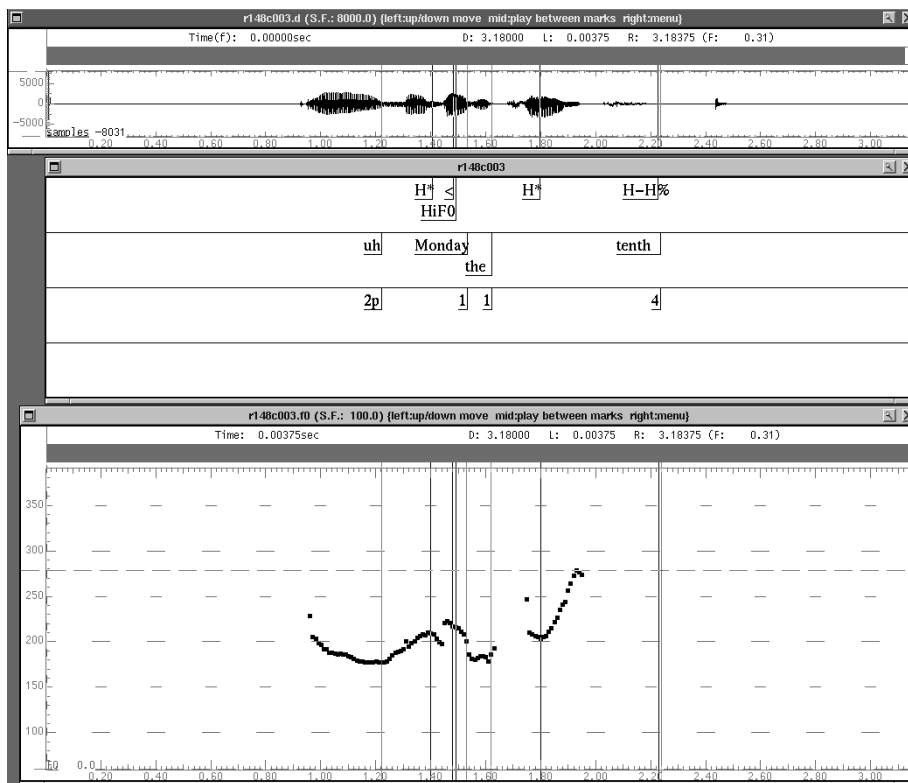 r148c003.d (S.F.: 8000.0) {left:up/down move mid:play between marks right:menu}
Time(f): 0.00000sec D: 3.18000 L: 0.00375 R: 3.18375 (F: 0.31)
5000
0
-5000
samples -8031
0.20 0.40 0.60 0.80 1.00 1.20 1.40 1.60 1.80 2.00 2.20 2.40 2.60 2.80 3.00
r148c003
H* < H* H-H%
HiF0
uh Monday tenth
the
2p 1 1 4
r148c003.f0 (S.F.: 100.0) {left:up/down move mid:play between marks right:menu}
Time: 0.00375sec D: 3.18000 L: 0.00375 R: 3.18375 (F: 0.31)
350
300
250
200
150
100
F0 0.0
0.20 0.40 0.60 0.80 1.00 1.20 1.40 1.60 1.80 2.00 2.20 2.40 2.60 2.80 3.00